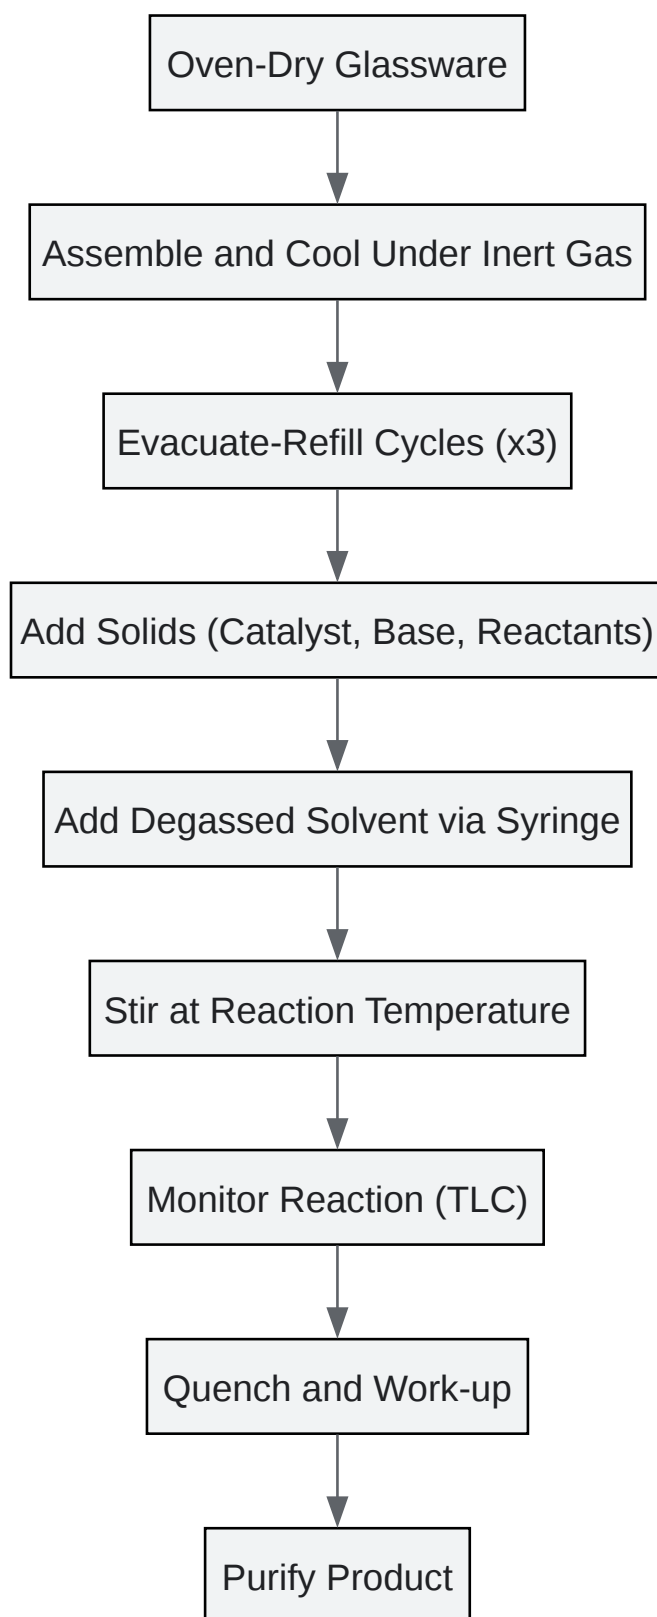 Oven-Dry Glassware
Assemble and Cool Under Inert Gas
Evacuate-Refill Cycles (x3)
Add Solids (Catalyst, Base, Reactants)
Add Degassed Solvent via Syringe
Stir at Reaction Temperature
Monitor Reaction (TLC)
Quench and Work-up
Purify Product